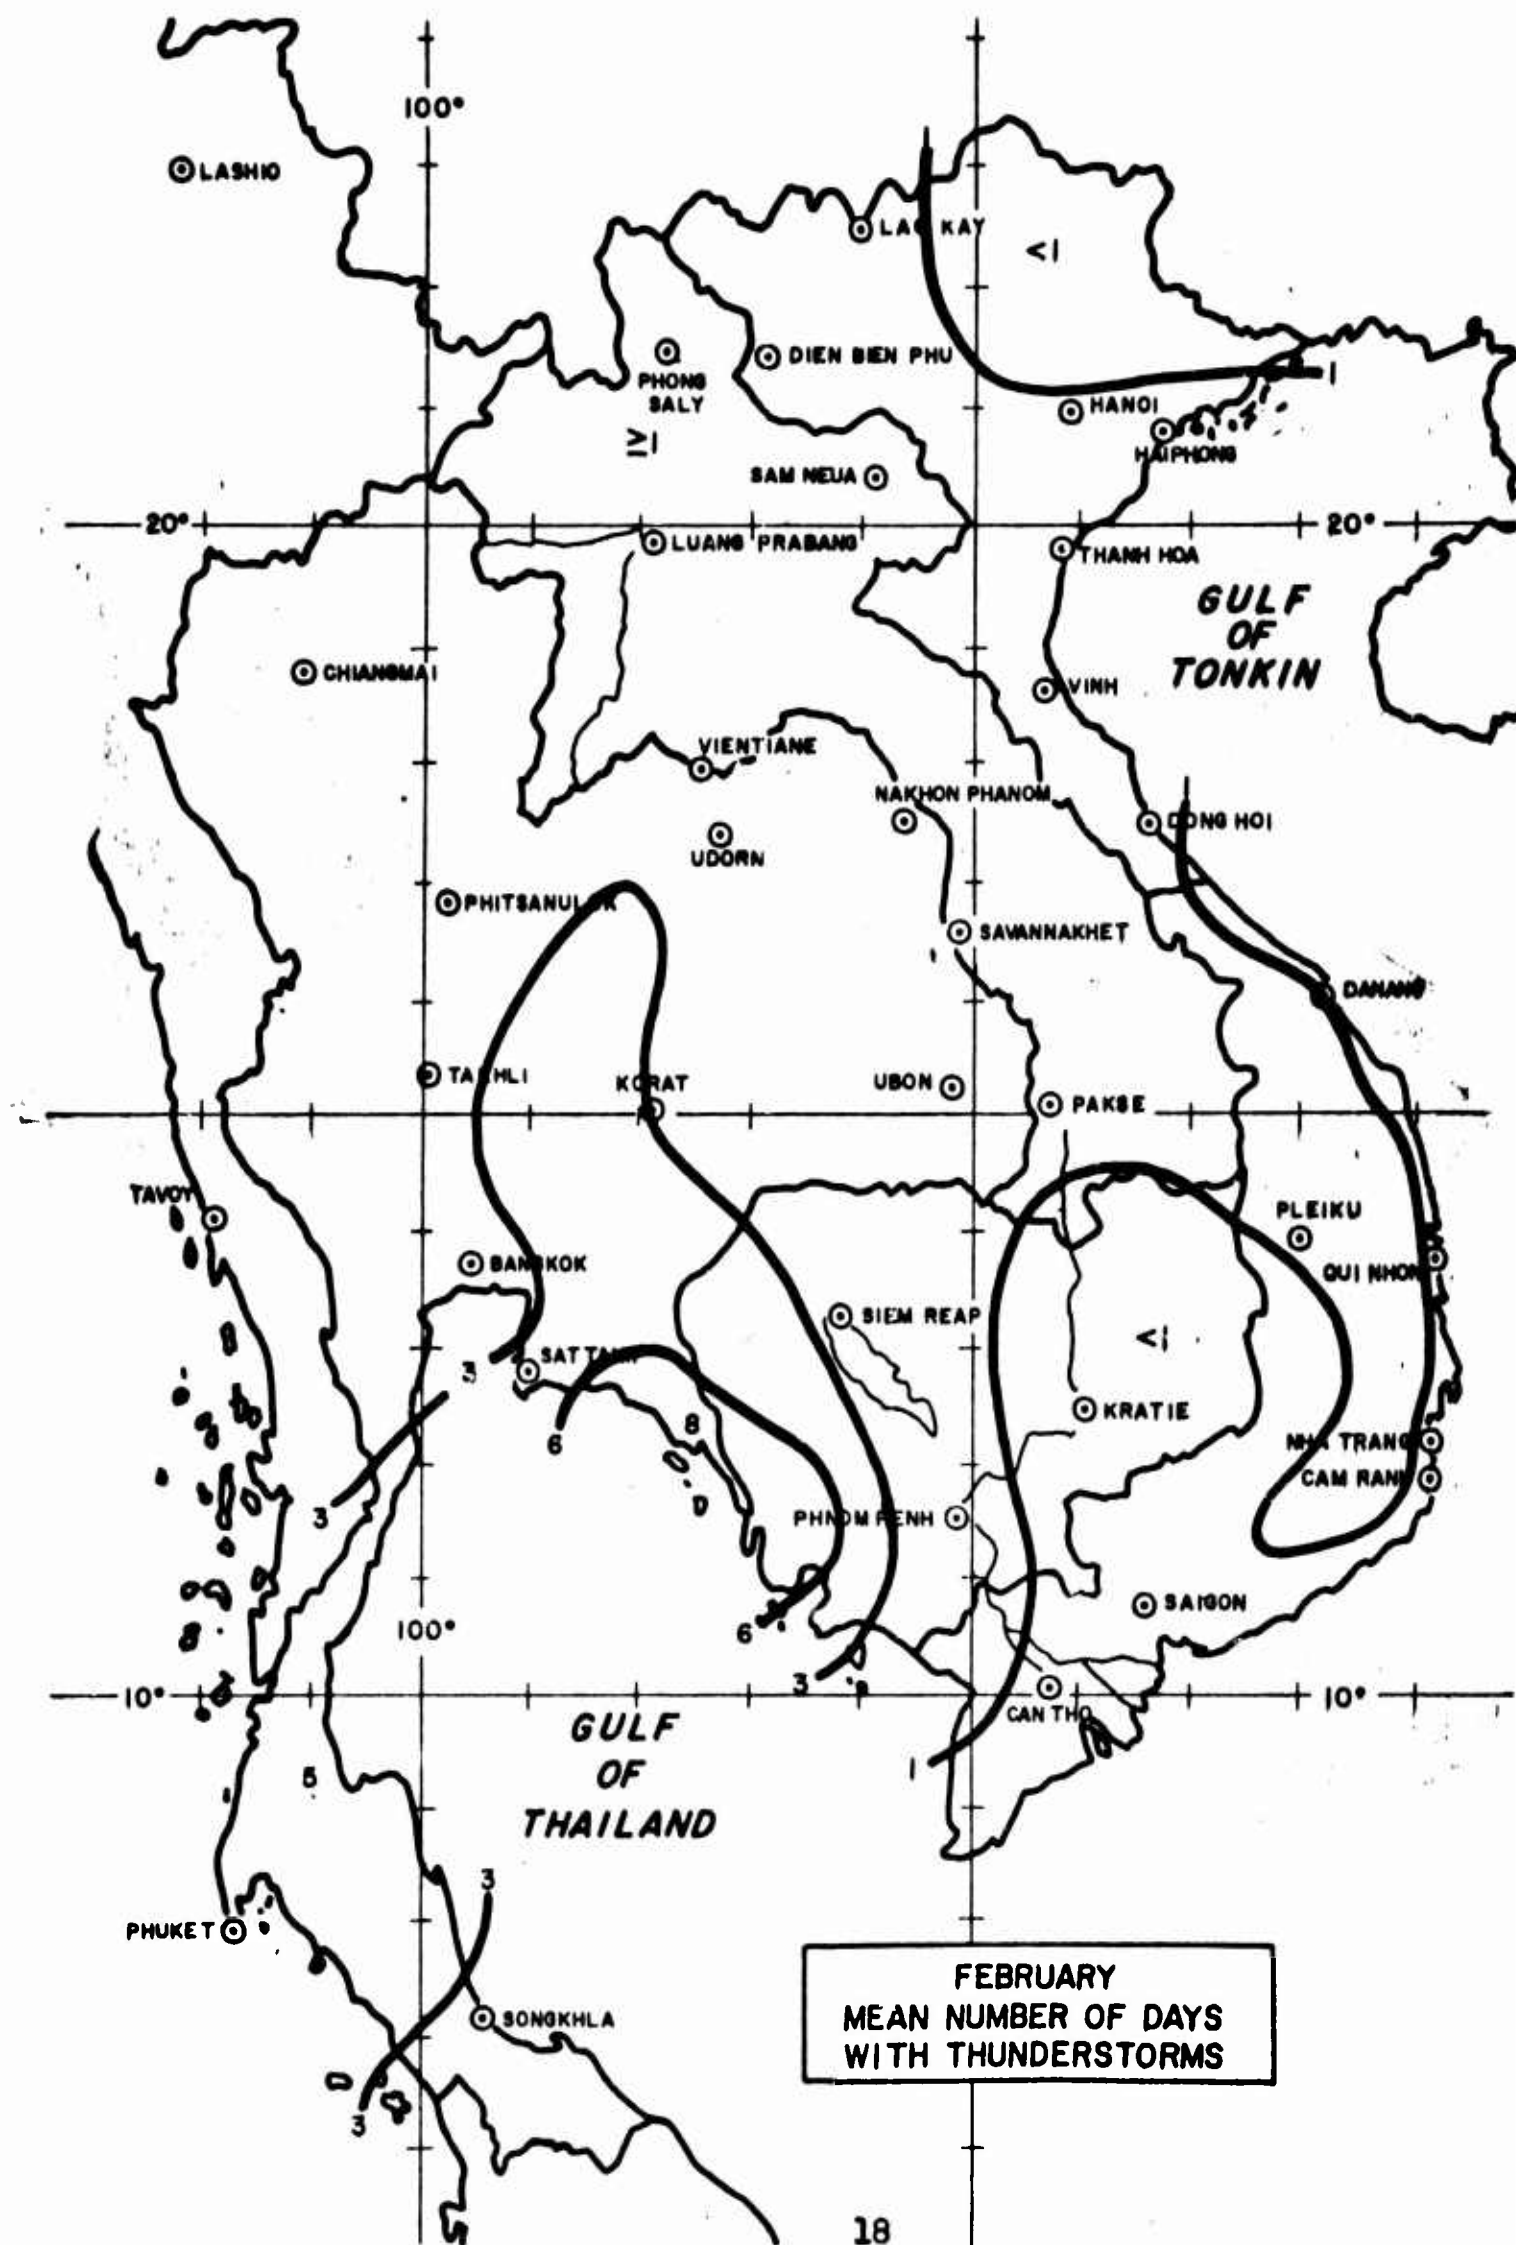 100°
LASHIO
LAO KAY
<1
DIEN BIEN PHU
PHONG
SALY
≥1
1
HANOI
HAIPHONG
SAM NEUA
20°
20°
LUANG PRABANG
THANH HOA
GULF
OF
TONKIN
CHIANGMAI
VINH
VIENTIANE
NAKHON PHANOM
DONG HOI
UDORN
PHITSANULOK
SAVANNAKHET
DANANG
TAKHLI
KORAT
UBON
PAKSE
TAVOY
PLEIKU
BANGKOK
QUI NHON
SIEM REAP
<1
3
SATTAHIP
KRATIE
8
6
NHA TRANG
CAM RANH
3
PHNOM PENH
SAIGON
100°
6
3
10°
10°
CAN THO
GULF
OF
THAILAND
5
1
3
PHUKET
SONGKHLA
3
FEBRUARY
MEAN NUMBER OF DAYS
WITH THUNDERSTORMS
18